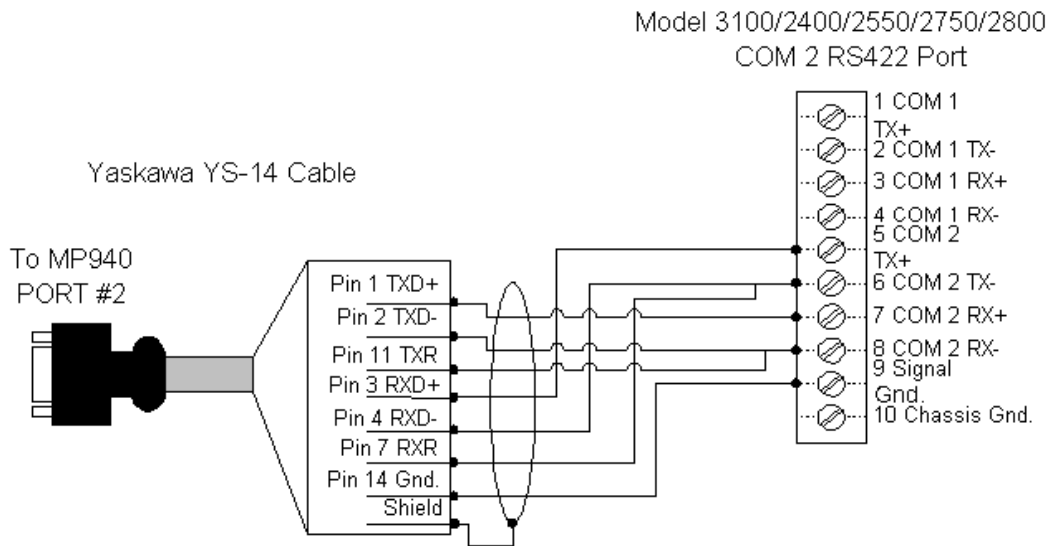 Model 3100/2400/2550/2750/2800
COM 2 RS422 Port
Yaskawa YS-14 Cable
To MP940
PORT #2
Pin 1 TXD+
Pin 2 TXD-
Pin 11 TXR
Pin 3 RXD+
Pin 4 RXD-
Pin 7 RXR
Pin 14 Gnd.
Shield
1 COM 1
TX+
2 COM 1 TX-
3 COM 1 RX+
4 COM 1 RX-
5 COM 2
TX+
6 COM 2 TX-
7 COM 2 RX+
8 COM 2 RX-
9 Signal
Gnd.
10 Chassis Gnd.